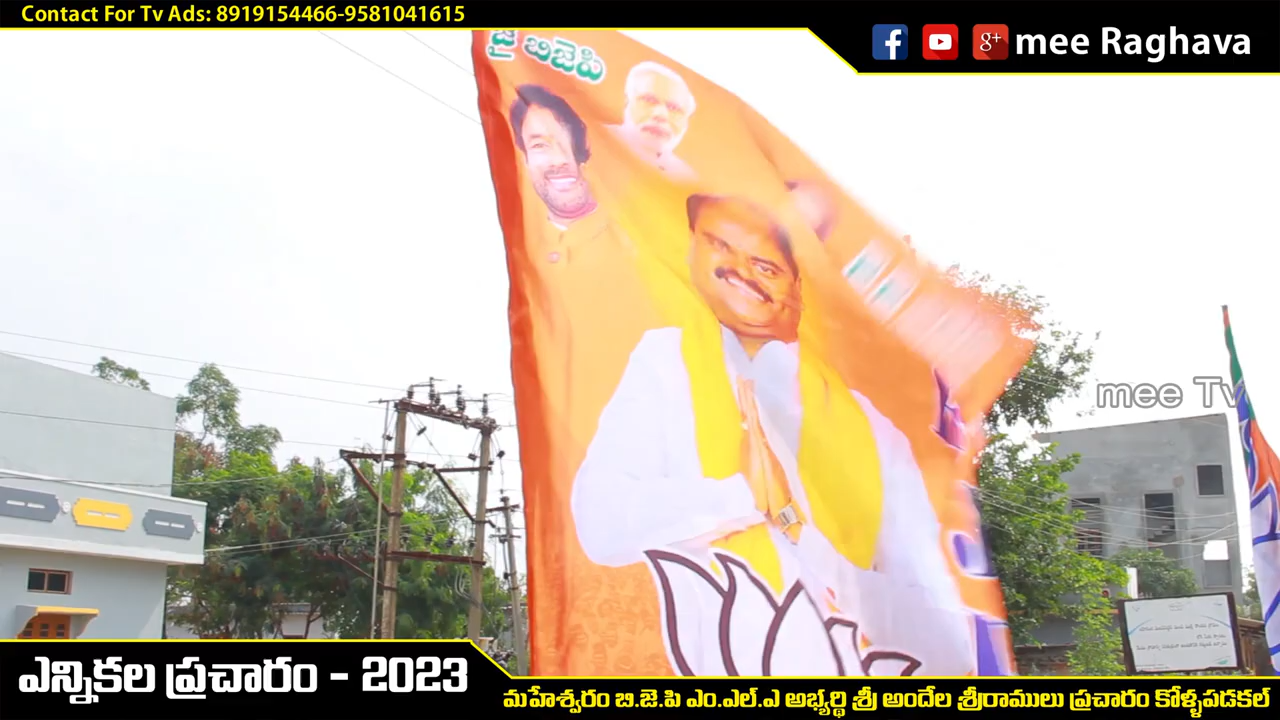 Contact For Tv Ads: 8919154466-9581041615
mee Raghava
జై బిజెపి
mee Tv
ఎన్నికల ప్రచారం - 2023
మహేశ్వరం బి.జె.పి ఎం.ఎల్.ఎ అభ్యర్థి శ్రీ అందేల శ్రీరాములు ప్రచారం కోళ్ళపడకల్